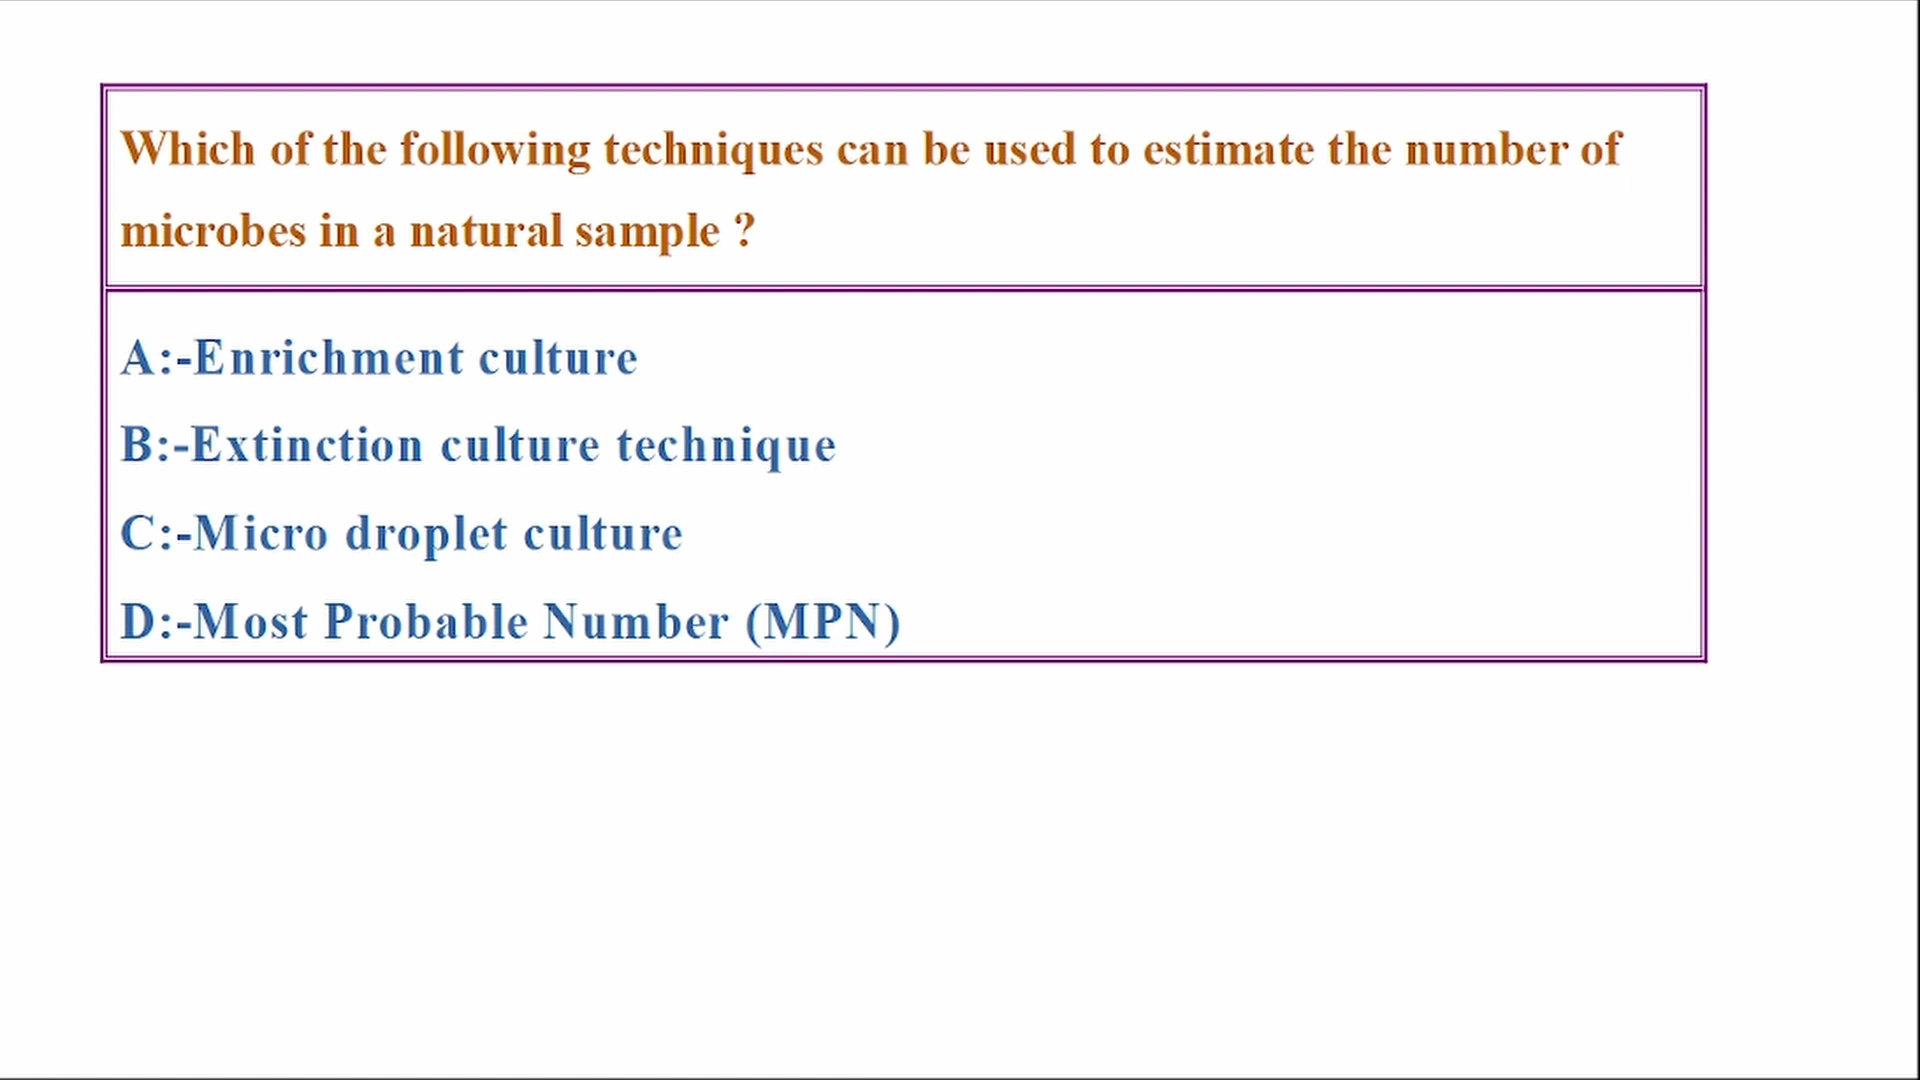 Which of the following techniques can be used to estimate the number of
microbes in a natural sample ?
A:-Enrichment culture
B:-Extinction culture technique
C:-Micro droplet culture
D:-Most Probable Number (MPN)